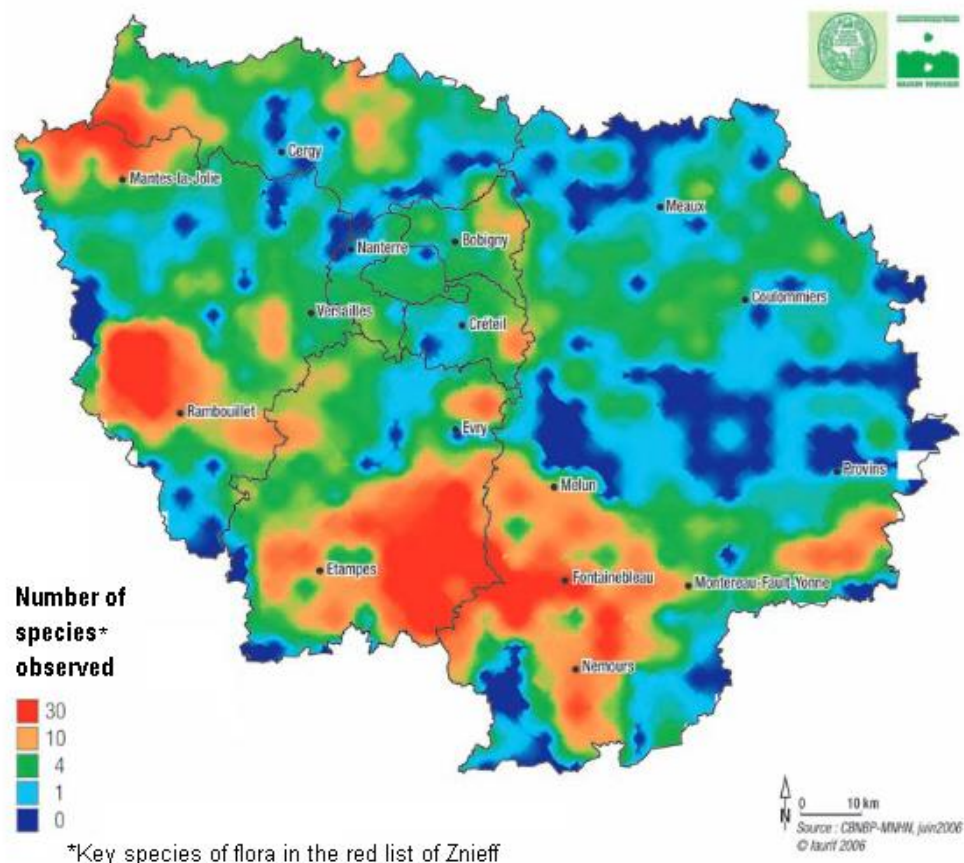 Cergy
Mantes-la-Jolie
Meaux
Nanterre
Bobigny
Coulommiers
Versailles
Créteil
Rambouillet
Evry
Provins
Melun
Etampes
Fontainebleau
Montereau-Fault-Yonne
Nemours
Number of
species*
observed
30
10
4
1
0
N
0 10 km
Source : CBNBP-MNHN, juin2006
© Iaurif 2006
*Key species of flora in the red list of Znieff